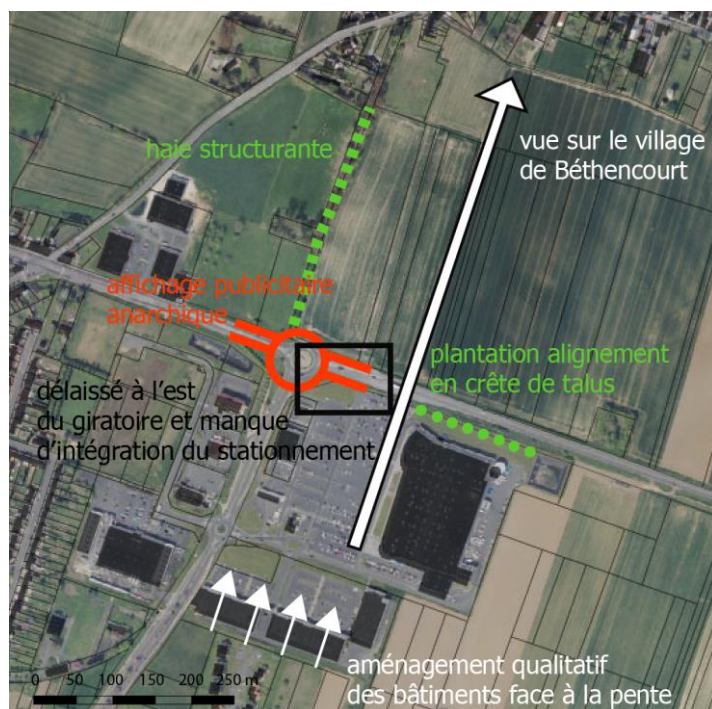 haie structurante
vue sur le village
de Béthencourt
affichage publicitaire
anarchique
plantation alignement
en crête de talus
délaissé à l'est
du giratoire et manque
d'intégration du stationnement
aménagement qualitatif
des bâtiments face à la pente
0 50 100 150 200 250 m